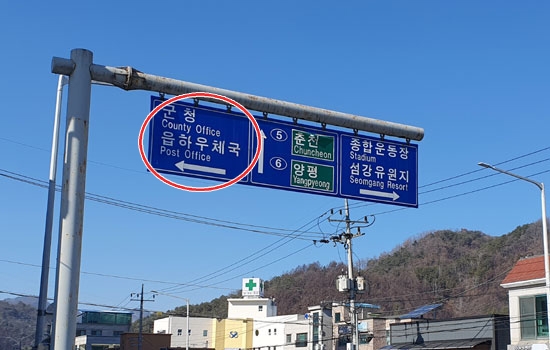 군 청
County Office
읍하우체국
Post Office
5 춘천
Chuncheon
6 양평
Yangpyeong
종합운동장
Stadium
섬강유원지
Seomgang Resort